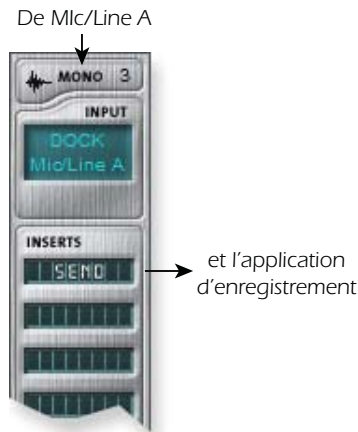 De MIc/Line A
MONO 3
INPUT
DOCK
Mic/Line A
INSERTS
SEND
et l'application
d'enregistrement